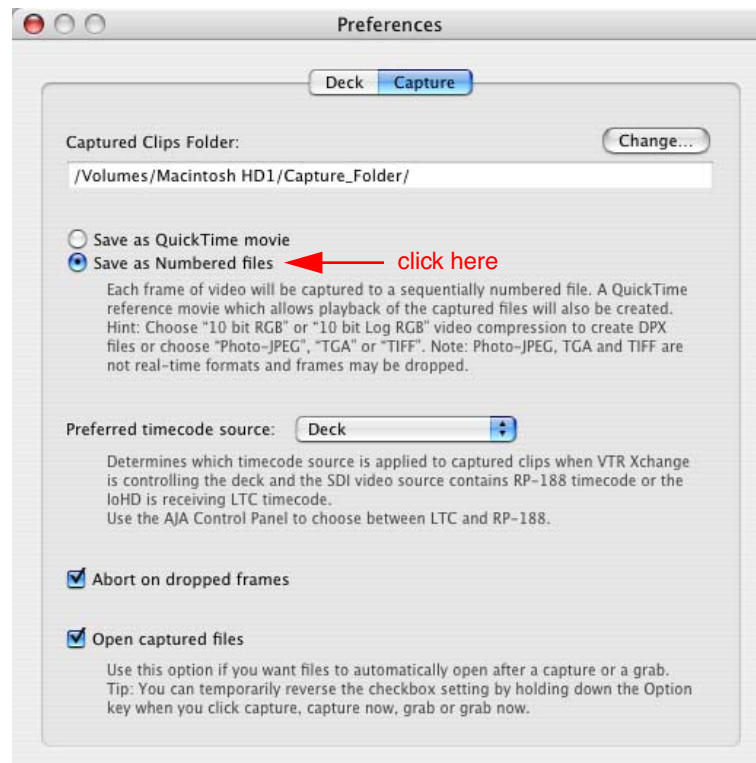 Preferences
Deck Capture
Captured Clips Folder: Change...
/Volumes/Macintosh HD1/Capture_Folder/
Save as QuickTime movie
Save as Numbered files click here
Each frame of video will be captured to a sequentially numbered file. A QuickTime
reference movie which allows playback of the captured files will also be created.
Hint: Choose “10 bit RGB” or “10 bit Log RGB” video compression to create DPX
files or choose “Photo-JPEG”, “TGA” or “TIFF”. Note: Photo-JPEG, TGA and TIFF are
not real-time formats and frames may be dropped.
Preferred timecode source: Deck
Determines which timecode source is applied to captured clips when VTR Xchange
is controlling the deck and the SDI video source contains RP-188 timecode or the
IoHD is receiving LTC timecode.
Use the AJA Control Panel to choose between LTC and RP-188.
Abort on dropped frames
Open captured files
Use this option if you want files to automatically open after a capture or a grab.
Tip: You can temporarily reverse the checkbox setting by holding down the Option
key when you click capture, capture now, grab or grab now.